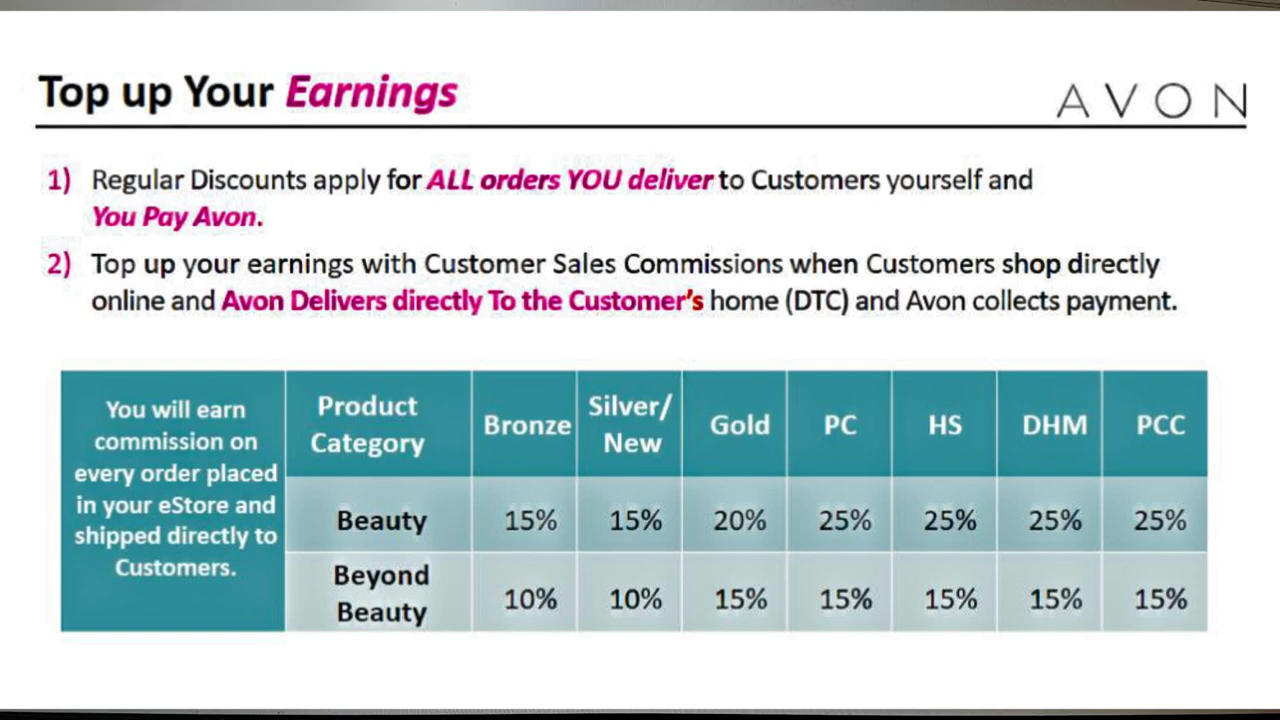 Top up Your Earnings
AVON
1) Regular Discounts apply for ALL orders YOU deliver to Customers yourself and
You Pay Avon.
2) Top up your earnings with Customer Sales Commissions when Customers shop directly
online and Avon Delivers directly To the Customer's home (DTC) and Avon collects payment.
You will earn
commission on
every order placed
in your eStore and
shipped directly to
Customers.
Product
Category
Bronze
Silver/
New
Gold
PC
HS
DHM
PCC
Beauty
15% 15% 20% 25% 25% 25% 25%
Beyond
Beauty
10% 10% 15% 15% 15% 15% 15%